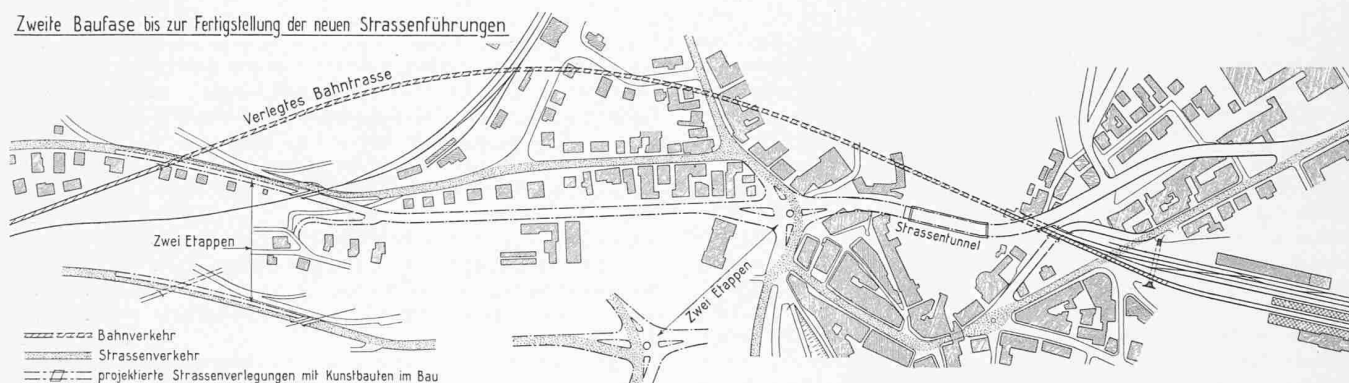 Zweite Baufase bis zur Fertigstellung der neuen Strassenführungen
Verlegtes Bahntrasse
Zwei Etappen
Strassentunnel
Zwei Etappen
Bahnverkehr
Strassenverkehr
projektierte Strassenverlegungen mit Kunstbauten im Bau